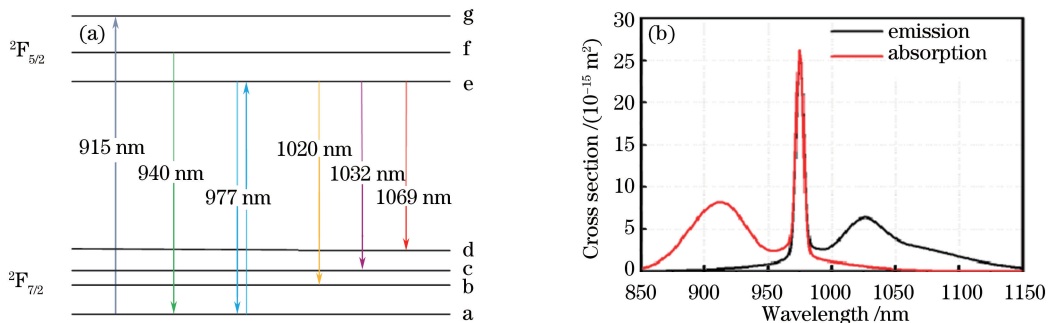 (a)
g
²F5/2
f
e
915 nm
940 nm
977 nm
1020 nm
1032 nm
1069 nm
d
²F7/2
c
b
a
(b)
emission
absorption
Cross section /(10⁻¹⁵ m²)
30
25
20
15
10
5
0
850 900 950 1000 1050 1100 1150
Wavelength /nm